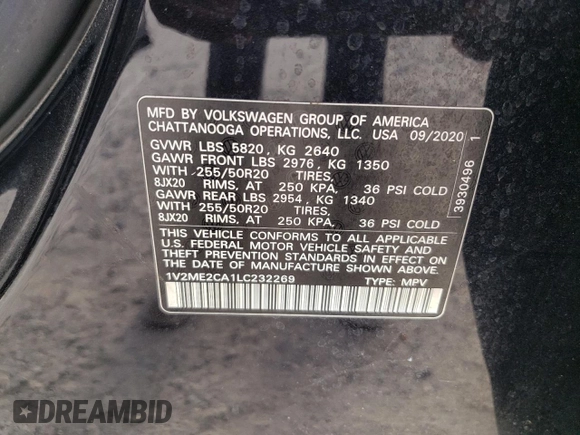 MFD BY VOLKSWAGEN GROUP OF AMERICA
CHATTANOOGA OPERATIONS, LLC. USA 09/2020
GVWR LBS 5820, KG 2640
GAWR FRONT LBS 2976, KG 1350
WITH 255/50R20 TIRES,
8JX20 RIMS, AT 250 KPA, 36 PSI COLD
GAWR REAR LBS 2954, KG 1340
WITH 255/50R20 TIRES,
8JX20 RIMS, AT 250 KPA, 36 PSI COLD
THIS VEHICLE CONFORMS TO ALL APPLICABLE
U.S. FEDERAL MOTOR VEHICLE SAFETY AND
THEFT PREVENTION STANDARDS IN EFFECT ON THE
DATE OF MANUFACTURE SHOWN ABOVE.
1V2ME2CA1LC232269 TYPE: MPV
3930496 1
DREAMBID